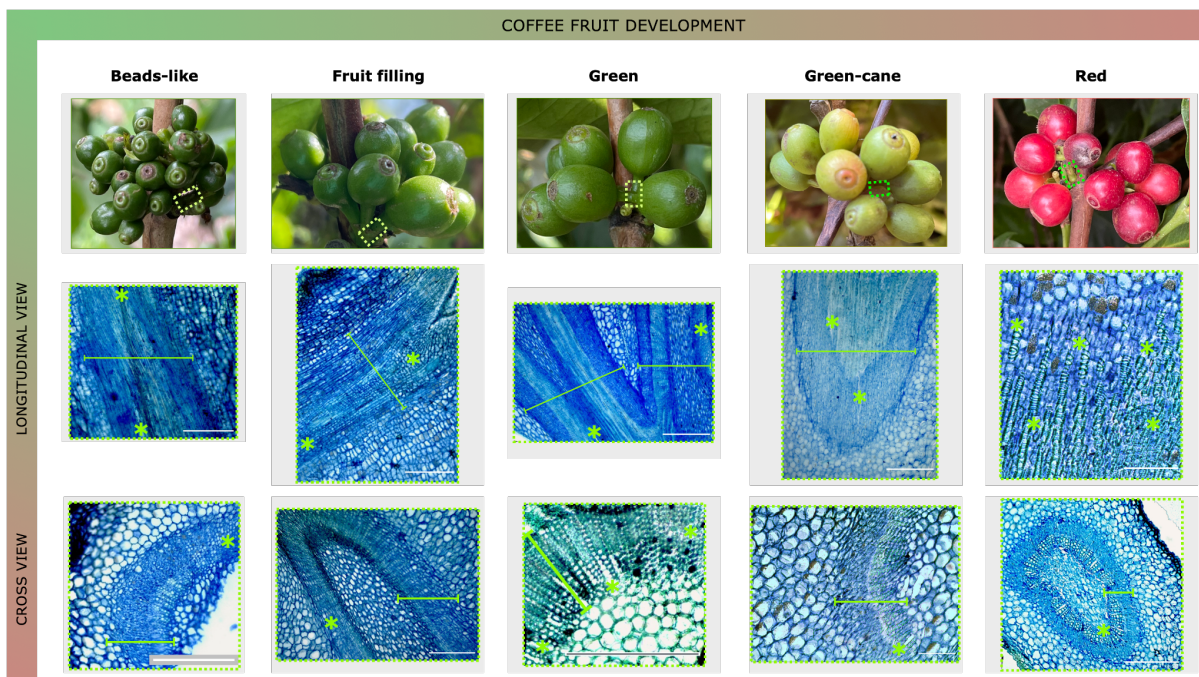 COFFEE FRUIT DEVELOPMENT
Beads-like Fruit filling Green Green-cane Red
LONGITUDINAL VIEW
CROSS VIEW